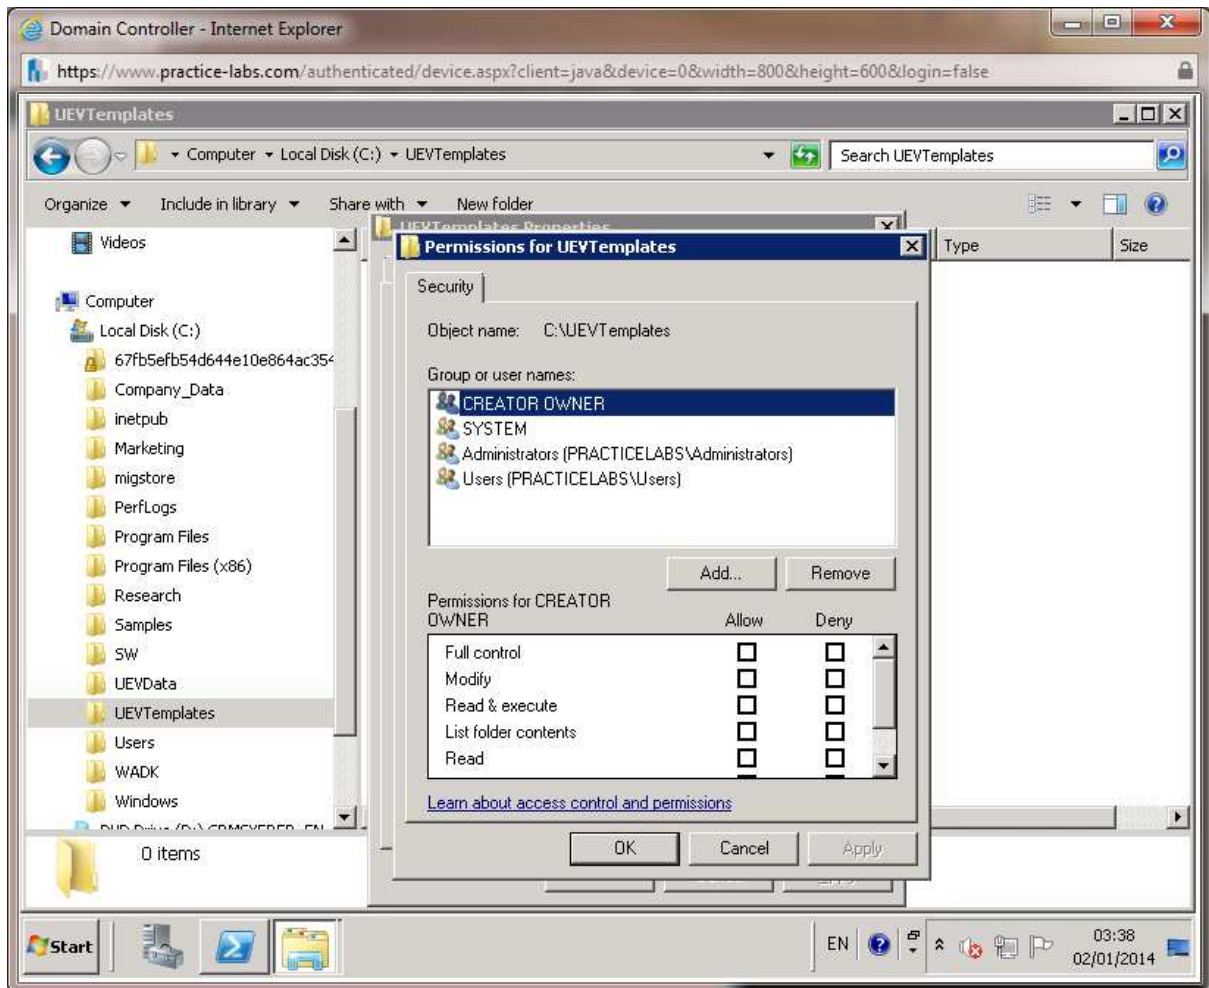 Domain Controller - Internet Explorer
https://www.practice-labs.com/authenticated/device.aspx?client=java&device=0&width=800&height=600&login=false
UEVTemplates
Computer Local Disk (C:) UEVTemplates
Search UEVTemplates
Organize Include in library Share with New folder
UEVTemplates Properties
Permissions for UEVTemplates
Type Size
Videos
Computer
Local Disk (C:)
67fb5efb54d644e10e864ac354
Company_Data
inetpub
Marketing
migstore
PerfLogs
Program Files
Program Files (x86)
Research
Samples
SW
UEVData
UEVTemplates
Users
WADK
Windows
Security
Object name: C:\UEVTemplates
Group or user names:
CREATOR OWNER
SYSTEM
Administrators (PRACTICELABS\Administrators)
Users (PRACTICELABS\Users)
Add... Remove
Permissions for CREATOR
OWNER Allow Deny
Full control
Modify
Read & execute
List folder contents
Read
Learn about access control and permissions
OK Cancel Apply
0 items
Start
EN
03:38
02/01/2014